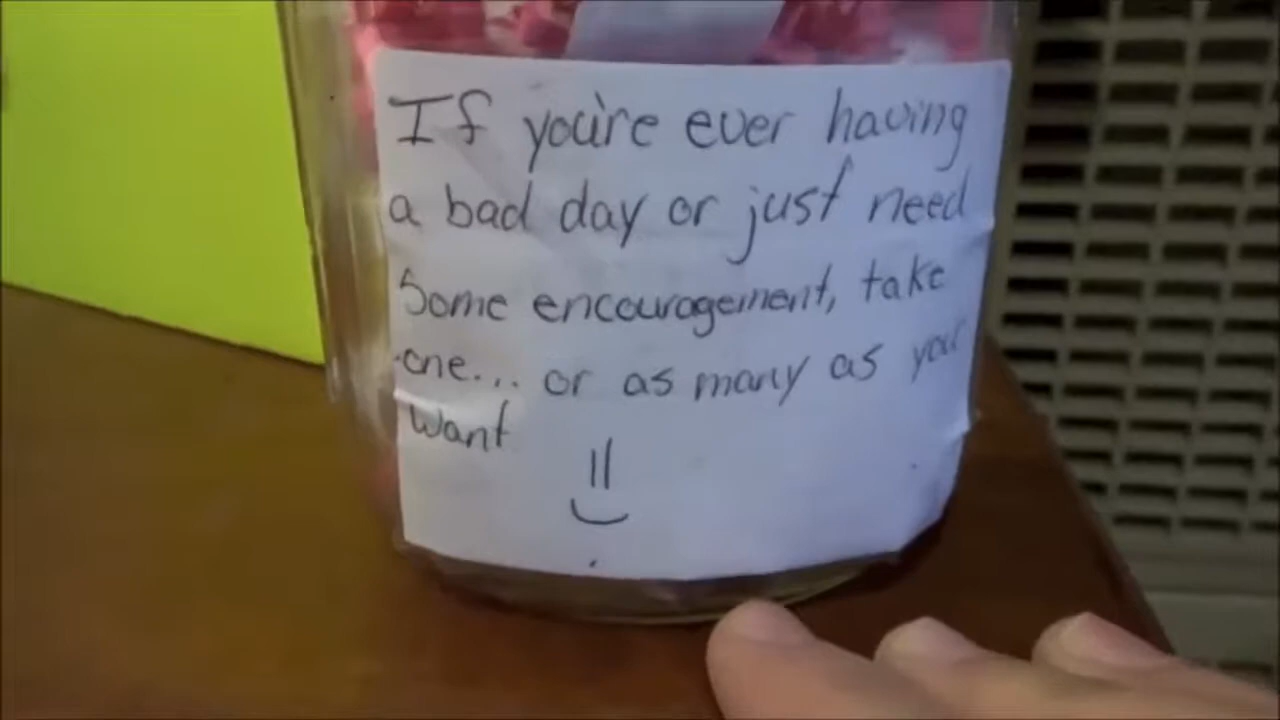 If you're ever having
a bad day or just need
Some encouragement, take
one... or as many as you
want